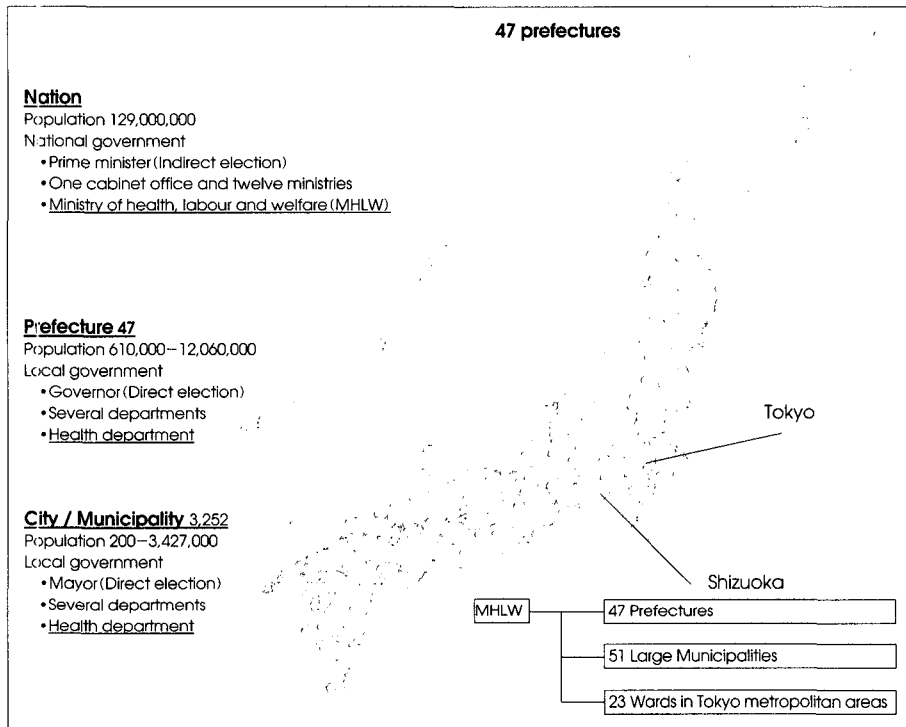 47 prefectures
Nation
Population 129,000,000
National government
• Prime minister (Indirect election)
• One cabinet office and twelve ministries
• Ministry of health, labour and welfare (MHLW)
Prefecture 47
Population 610,000–12,060,000
Local government
• Governor (Direct election)
• Several departments
• Health department
City / Municipality 3,252
Population 200–3,427,000
Local government
• Mayor (Direct election)
• Several departments
• Health department
Tokyo
Shizuoka
MHLW
47 Prefectures
51 Large Municipalities
23 Wards in Tokyo metropolitan areas